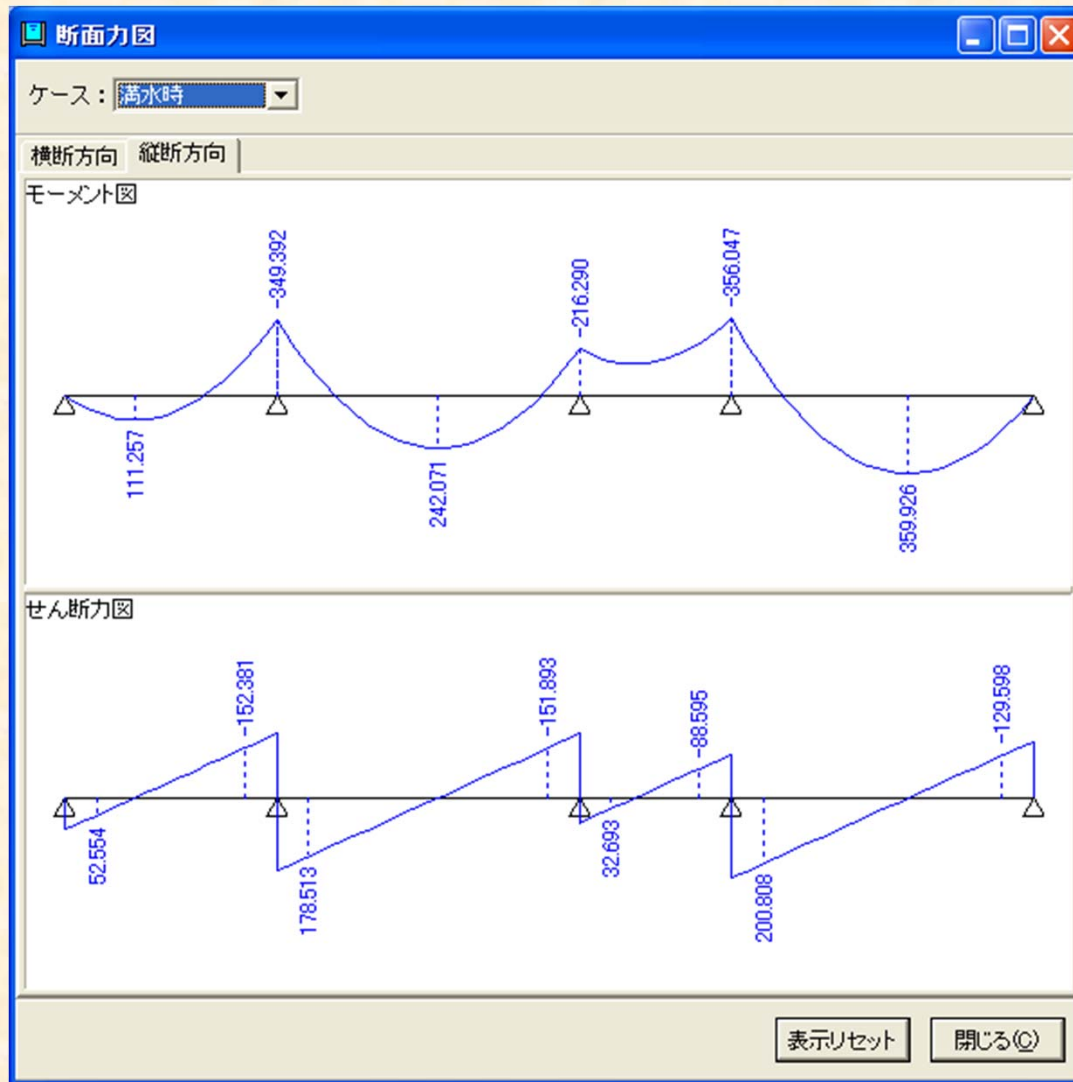 断面力図
ケース：満水時
横断方向 縦断方向
モーメント図
-349.392
-216.290
-356.047
111.257
242.071
359.926
せん断力図
-152.381
-151.893
-88.595
-129.598
52.554
178.513
32.693
200.808
表示リセット 閉じる(C)